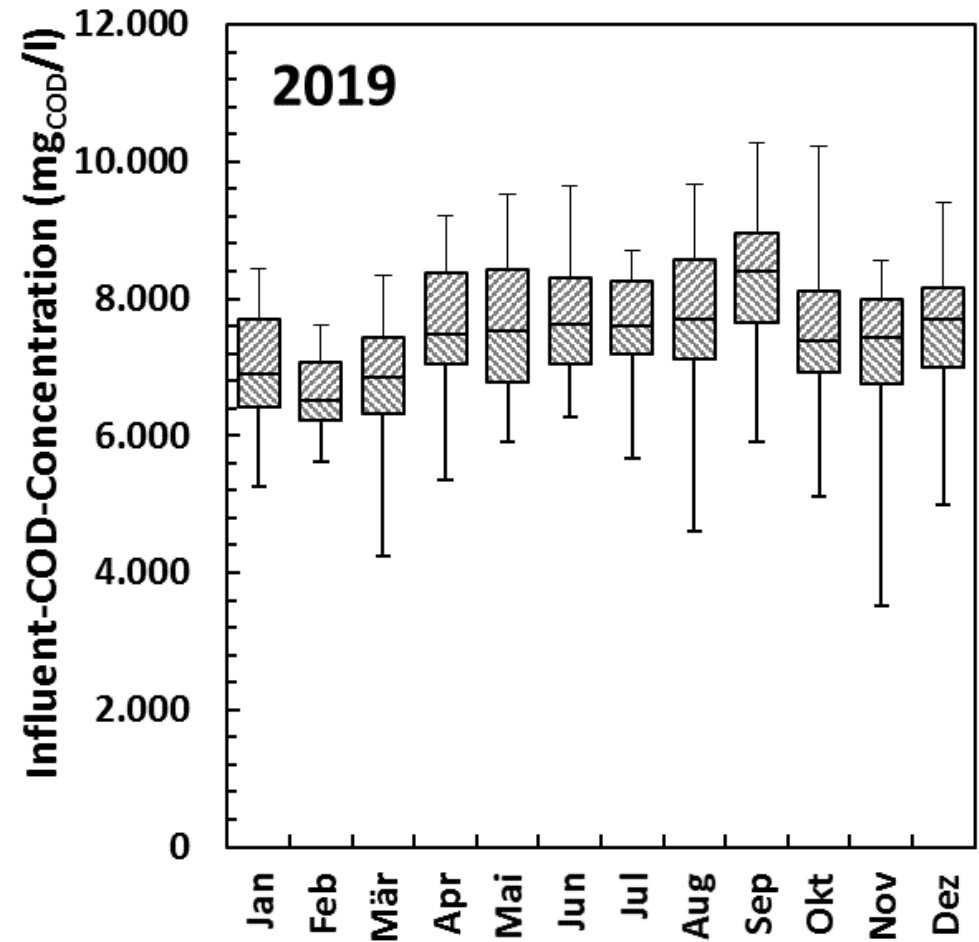 Influent-COD-Concentration (mgCOD/l)
12.000
10.000
8.000
6.000
4.000
2.000
0
2019
Jan
Feb
Mär
Apr
Mai
Jun
Jul
Aug
Sep
Okt
Nov
Dez